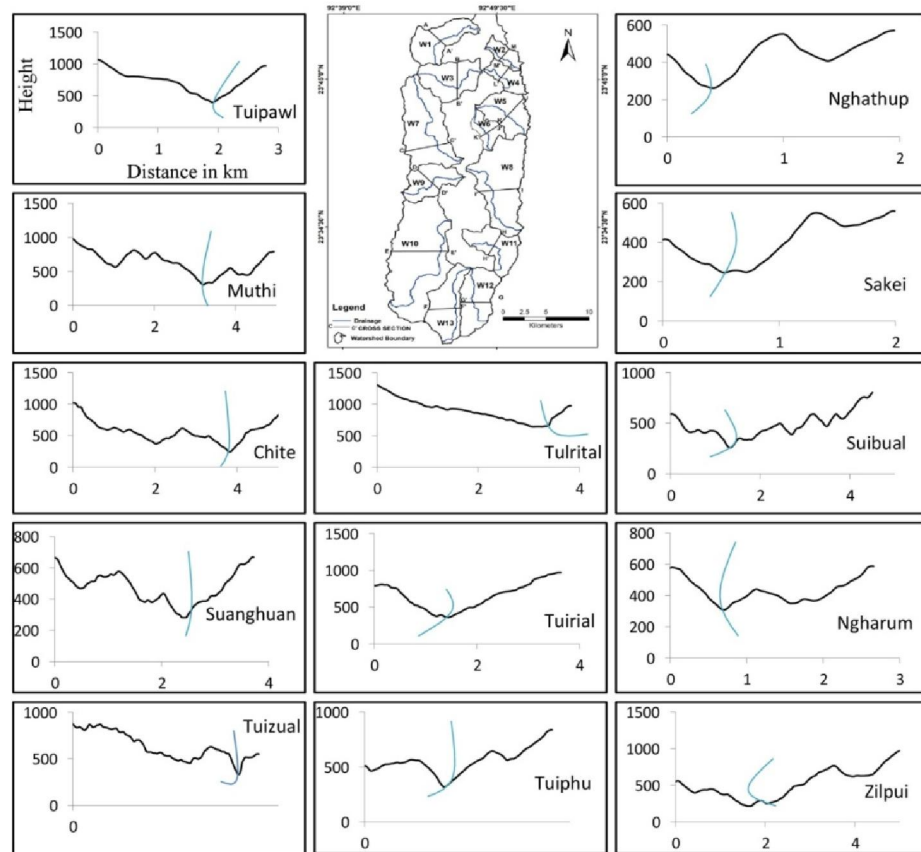 1500
1000
500
0
Height
0 1 2 3
Distance in km
Tuipawl
92°39'0"E 92°49'30"E
N
W1
W2
W3
W4
W5
W6
W7
W8
W9
W10
W11
W12
W13
Legend
Drainage
C C' CROSS SECTION
Watershed Boundary
0 2.5 5 10
Kilometers
600
400
200
0
0 1 2
Nghathup
1500
1000
500
0
0 2 4
Muthi
600
400
200
0
0 1 2
Sakei
1500
1000
500
0
0 2 4
Chite
1500
1000
500
0
0 2 4
Tulrital
1000
500
0
0 2 4
Suibual
800
600
400
200
0
0 2 4
Suanghuan
1500
1000
500
0
0 2 4
Tuirial
800
600
400
200
0
0 1 2 3
Ngharum
1000
500
0
0
Tuizual
1000
500
0
0
Tuiphu
1000
500
0
0 2 4
Zilpui